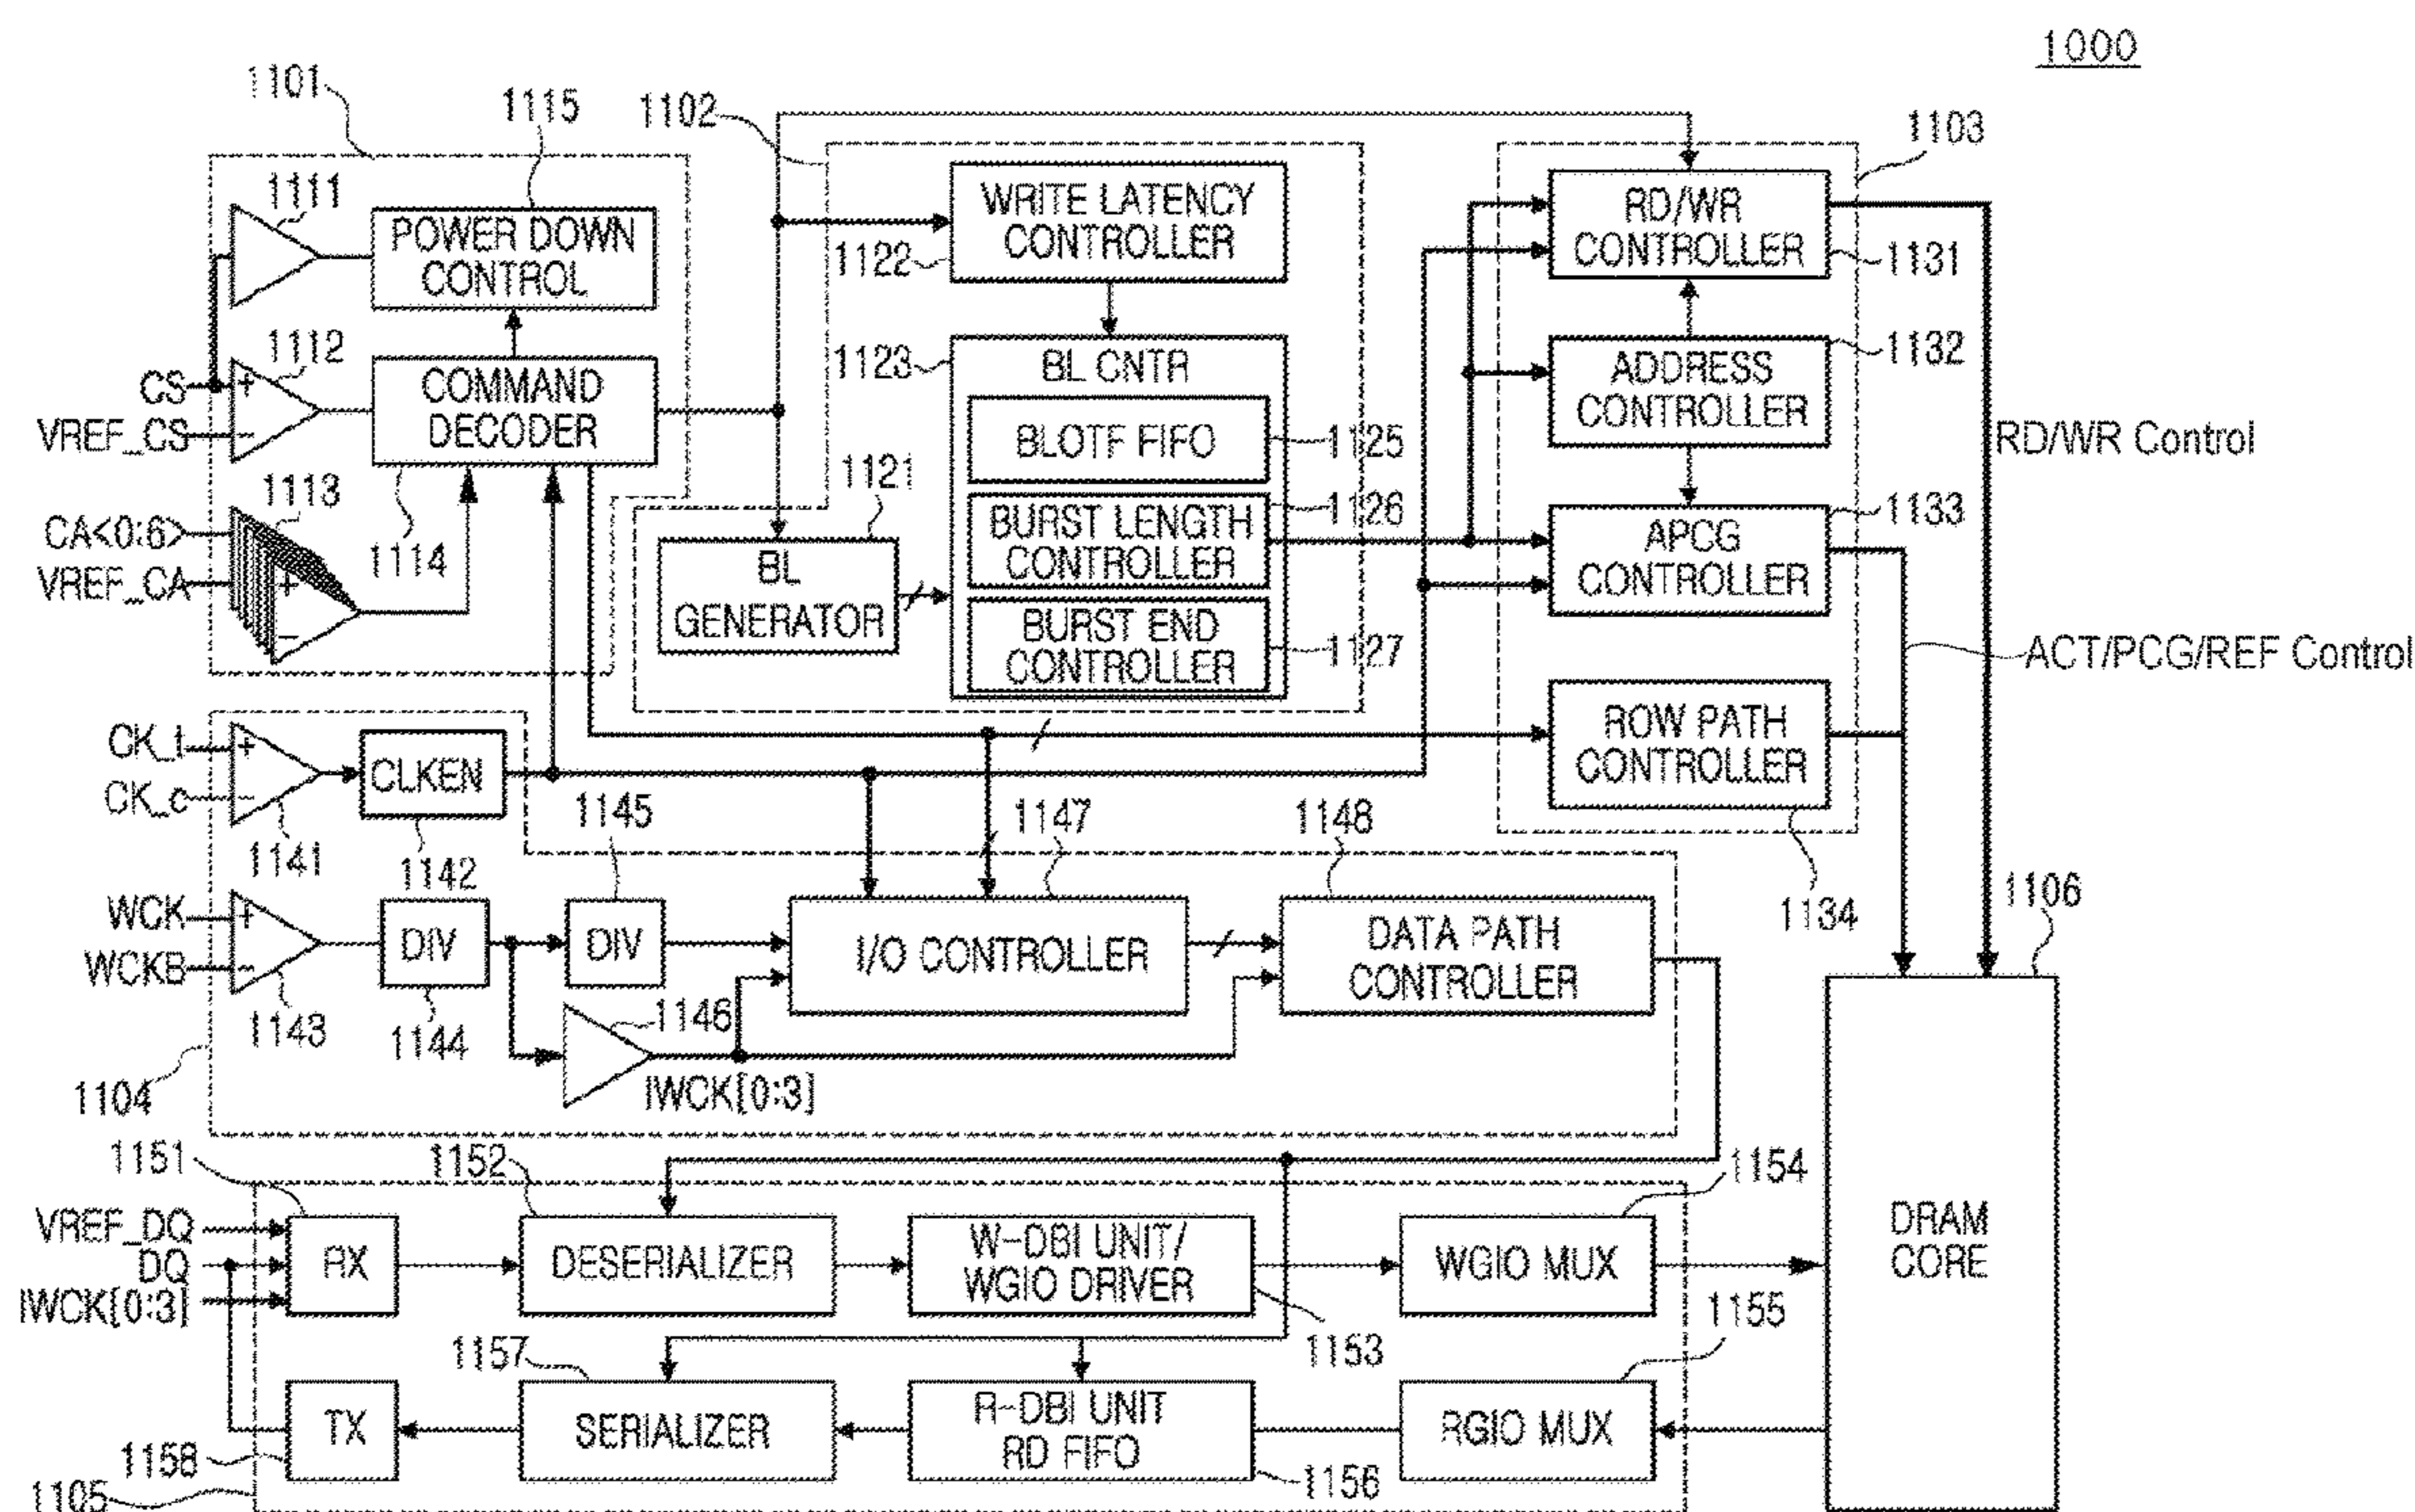 1000
1101
1115
1102
1103
1111
POWER DOWN
CONTROL
WRITE LATENCY
CONTROLLER
1122
RD/WR
CONTROLLER
1131
1112
CS
+
VREF_CS
−
COMMAND
DECODER
1123
BL CNTR
BLOTF FIFO
1125
ADDRESS
CONTROLLER
1132
RD/WR Control
1113
CA<0:6>
VREF_CA
+
−
1114
1121
BL
GENERATOR
BURST LENGTH
CONTROLLER
1126
BURST END
CONTROLLER
1127
APCG
CONTROLLER
1133
ACT/PCG/REF Control
CK_t
+
CK_c
−
CLKEN
1141
1142
1145
1147
1148
ROW PATH
CONTROLLER
1134
1106
WCK
+
WCKB
−
1143
DIV
1144
DIV
1146
IWCK[0:3]
I/O CONTROLLER
DATA PATH
CONTROLLER
1104
1151
1152
1154
VREF_DQ
DQ
IWCK[0:3]
RX
DESERIALIZER
W-DBI UNIT/
WGIO DRIVER
WGIO MUX
DRAM
CORE
1157
1153
1155
TX
SERIALIZER
R-DBI UNIT
RD FIFO
RGIO MUX
1158
1156
1105